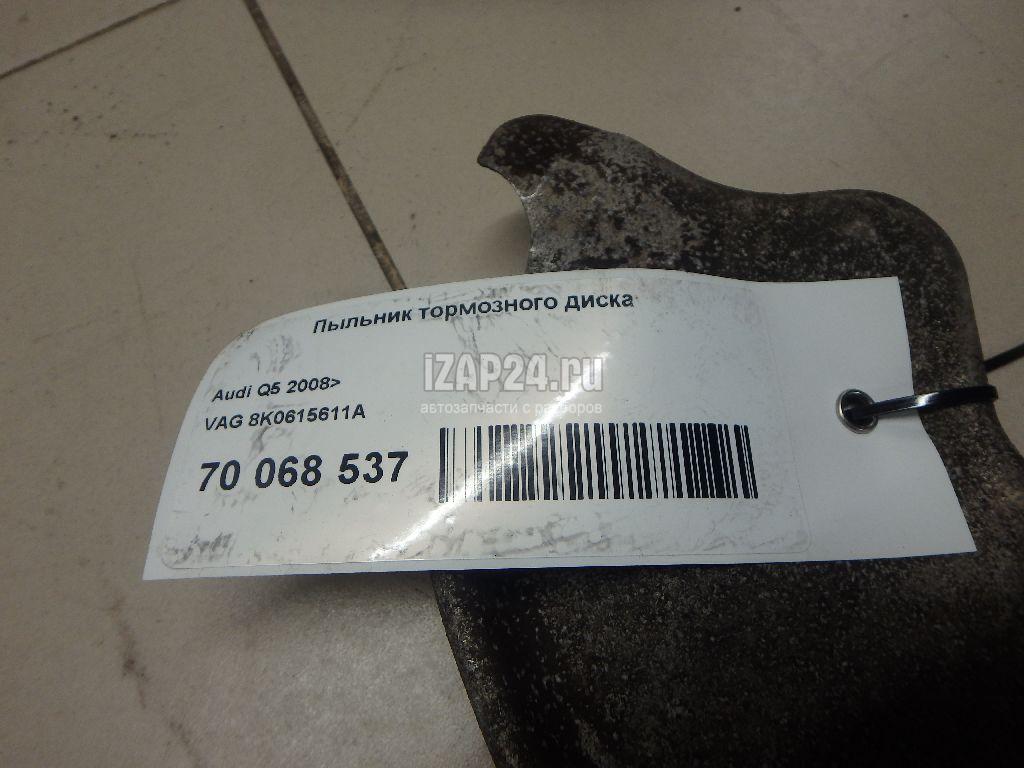 Пыльник тормозного диска
iZAP24.ru
автозапчасти с разборов
Audi Q5 2008>
VAG 8K0615611A
70 068 537